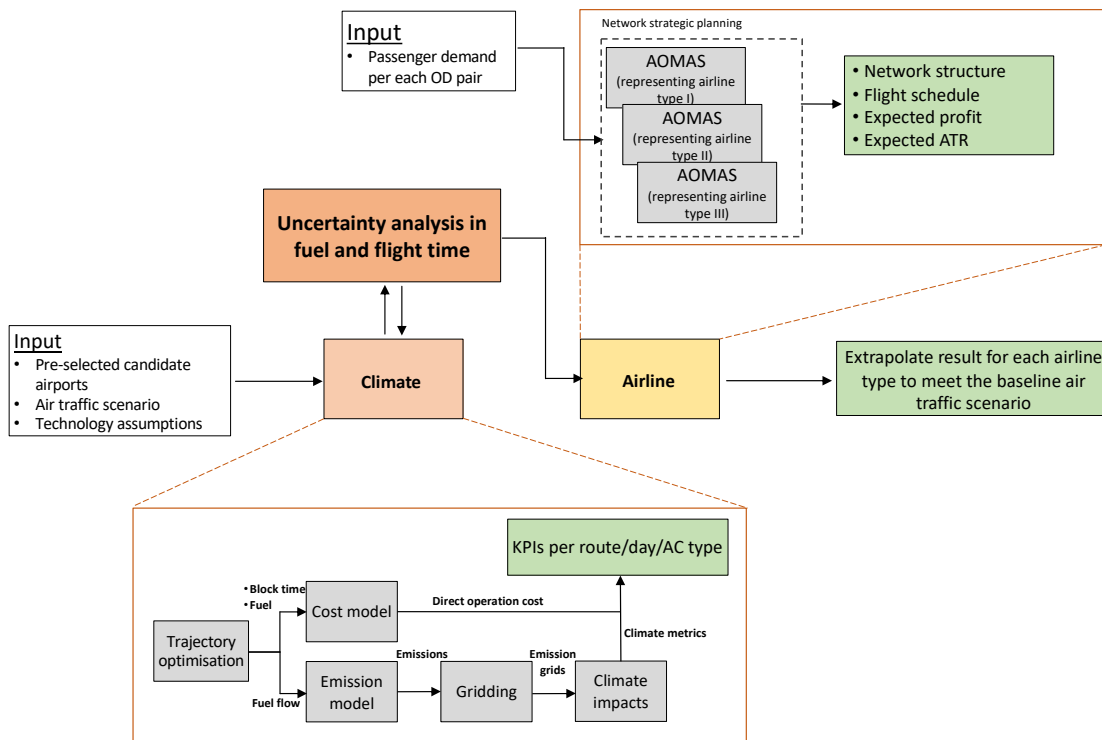 Network strategic planning
Input
• Passenger demand
per each OD pair
AOMAS
(representing airline
type I)
AOMAS
(representing airline
type II)
AOMAS
(representing airline
type III)
• Network structure
• Flight schedule
• Expected profit
• Expected ATR
Uncertainty analysis in
fuel and flight time
Input
• Pre-selected candidate
airports
• Air traffic scenario
• Technology assumptions
Climate
Airline
Extrapolate result for each airline
type to meet the baseline air
traffic scenario
KPIs per route/day/AC type
• Block time
• Fuel
Cost model
Direct operation cost
Climate metrics
Trajectory
optimisation
Fuel flow
Emission
model
Emissions
Gridding
Emission
grids
Climate
impacts